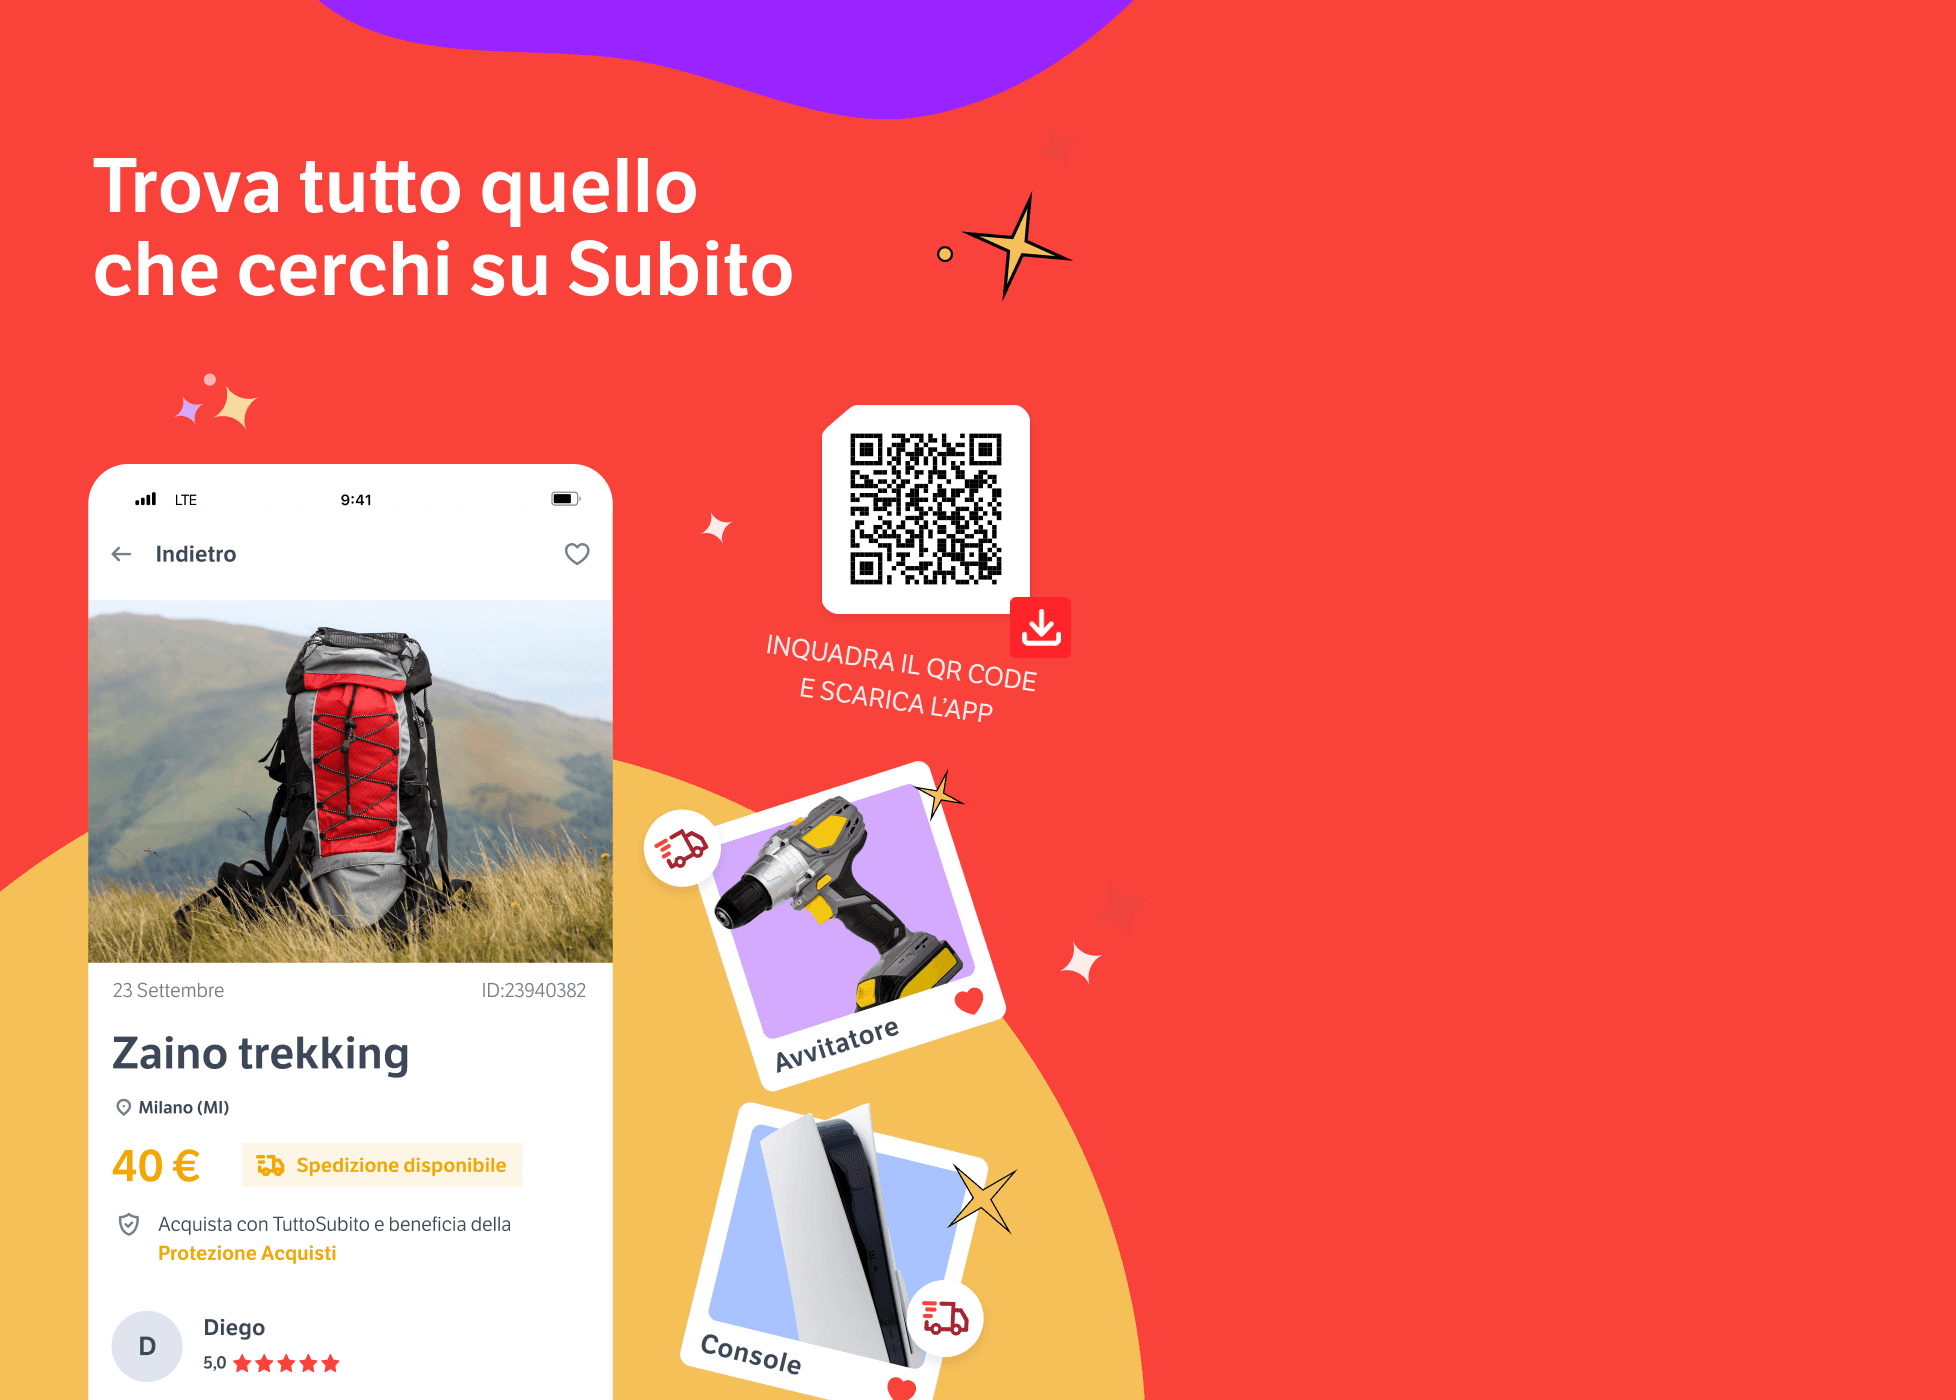 Trova tutto quello
che cerchi su Subito
LTE
9:41
Indietro
23 Settembre
ID:23940382
Zaino trekking
Milano (MI)
40 €
Spedizione disponibile
Acquista con TuttoSubito e beneficia della
Protezione Acquisti
D
Diego
5,0
INQUADRA IL QR CODE
E SCARICA L'APP
Avvitatore
Console